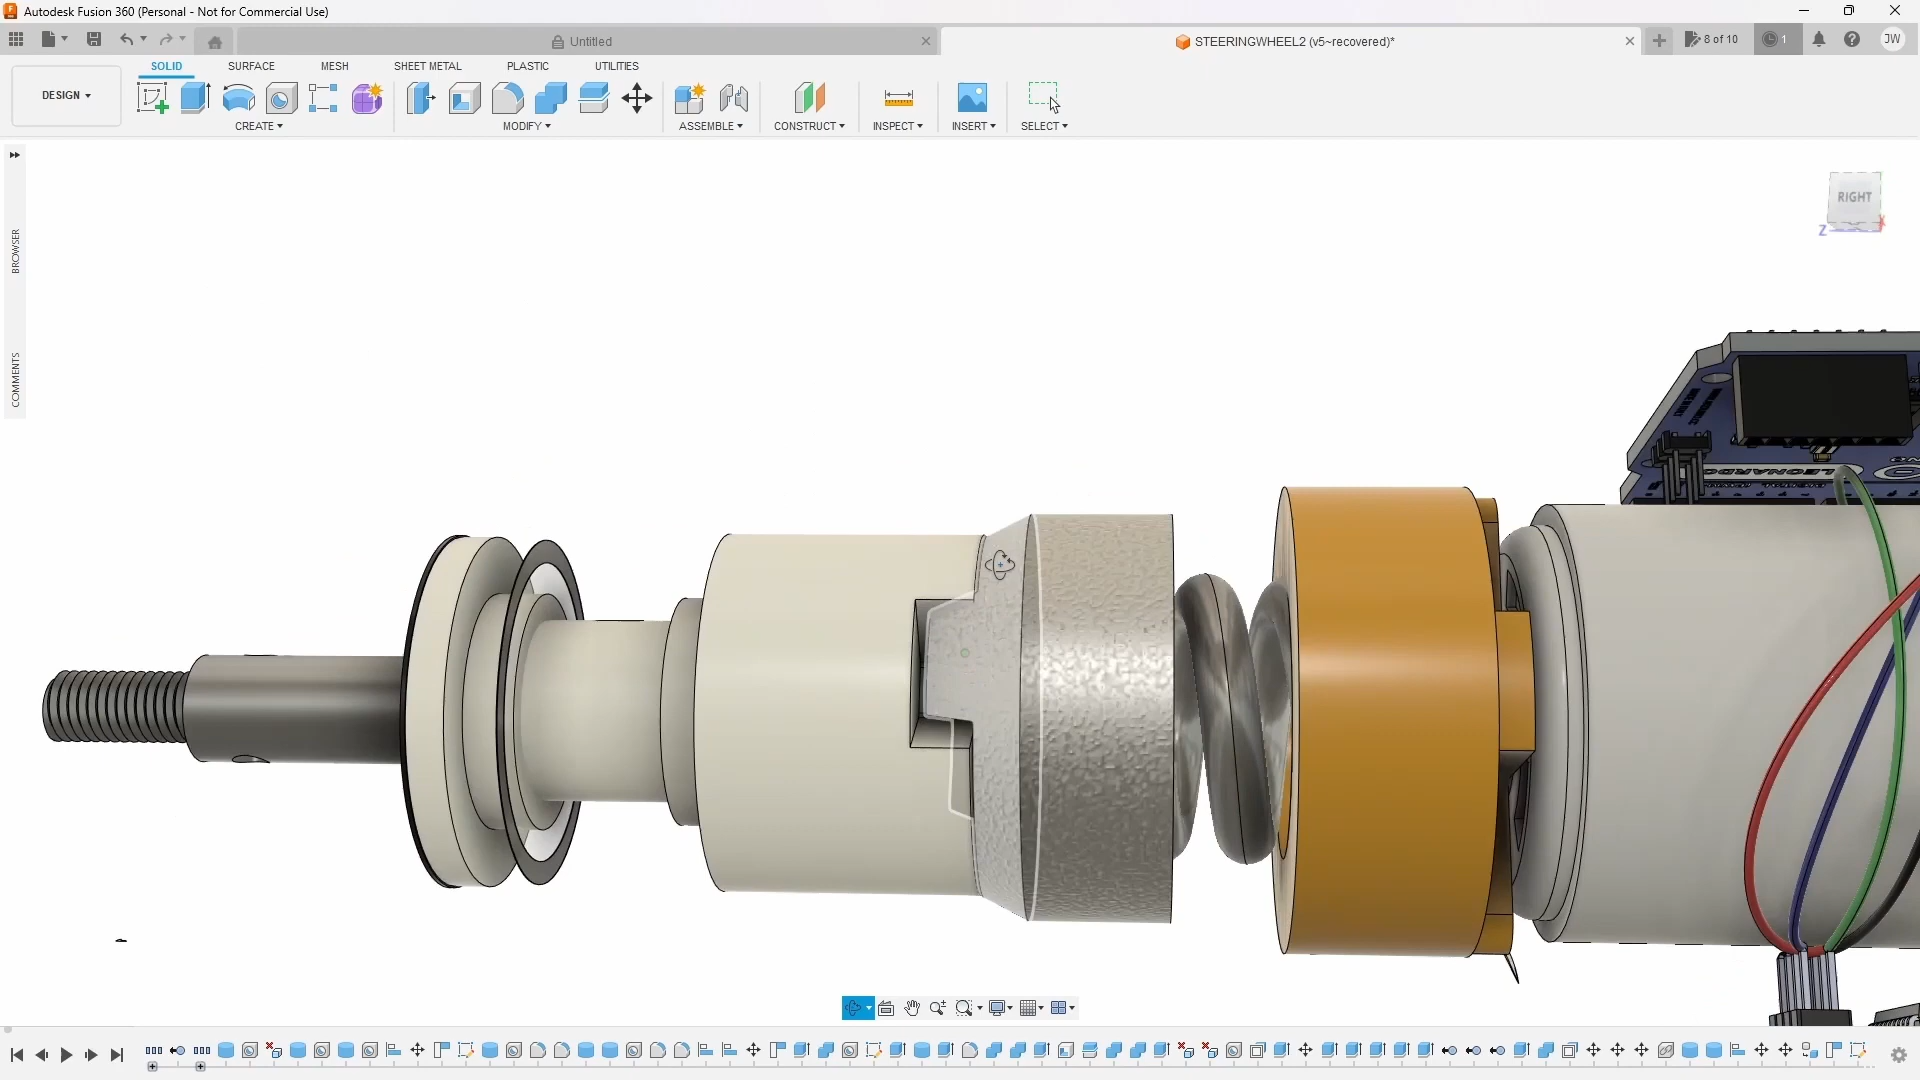 Autodesk Fusion 360 (Personal - Not for Commercial Use)
Untitled
STEERINGWHEEL2 (v5~recovered)*
8 of 10
1
JW
DESIGN
SOLID
SURFACE
MESH
SHEET METAL
PLASTIC
UTILITIES
CREATE
MODIFY
ASSEMBLE
CONSTRUCT
INSPECT
INSERT
SELECT
BROWSER
COMMENTS
RIGHT
Z
X
LEONARDO